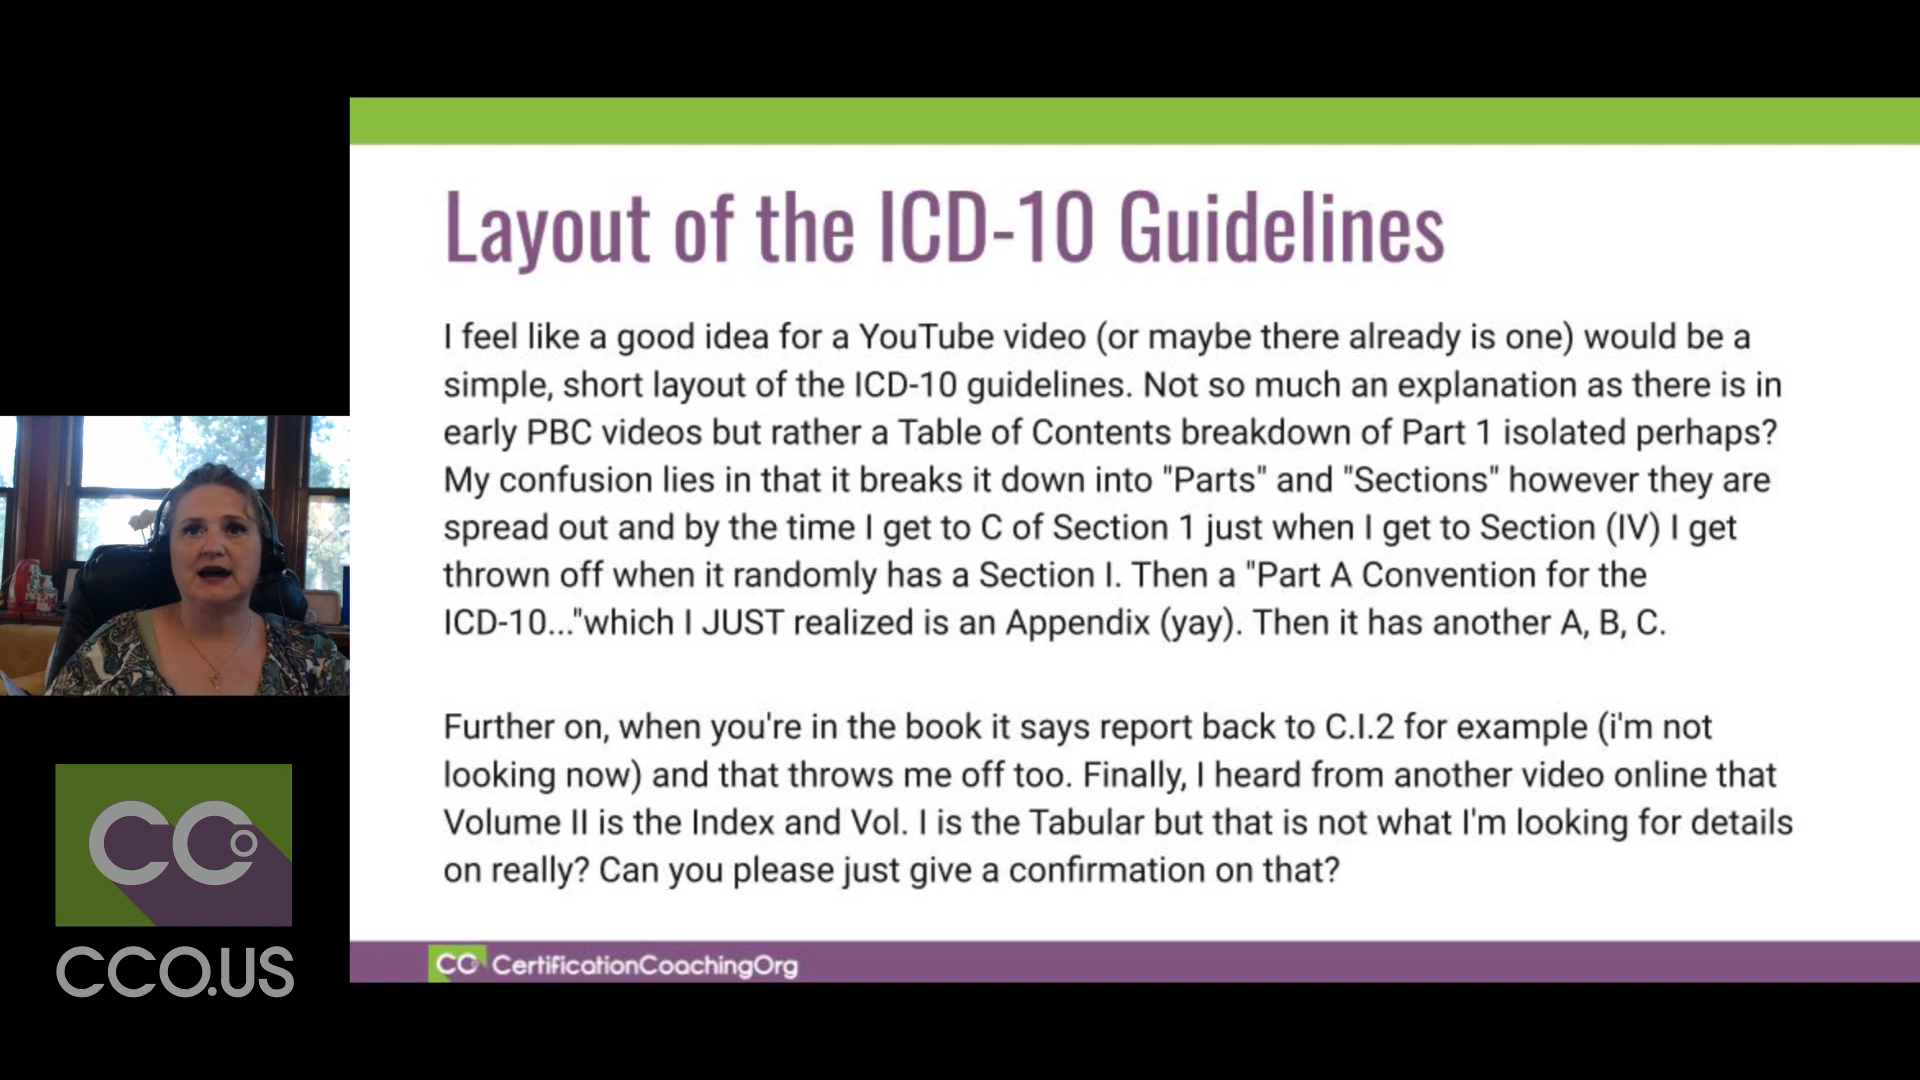 Layout of the ICD-10 Guidelines
I feel like a good idea for a YouTube video (or maybe there already is one) would be a
simple, short layout of the ICD-10 guidelines. Not so much an explanation as there is in
early PBC videos but rather a Table of Contents breakdown of Part 1 isolated perhaps?
My confusion lies in that it breaks it down into "Parts" and "Sections" however they are
spread out and by the time I get to C of Section 1 just when I get to Section (IV) I get
thrown off when it randomly has a Section I. Then a "Part A Convention for the
ICD-10..."which I JUST realized is an Appendix (yay). Then it has another A, B, C.
Further on, when you're in the book it says report back to C.I.2 for example (i'm not
looking now) and that throws me off too. Finally, I heard from another video online that
Volume II is the Index and Vol. I is the Tabular but that is not what I'm looking for details
on really? Can you please just give a confirmation on that?
CCO
CCO.US
CCO CertificationCoachingOrg